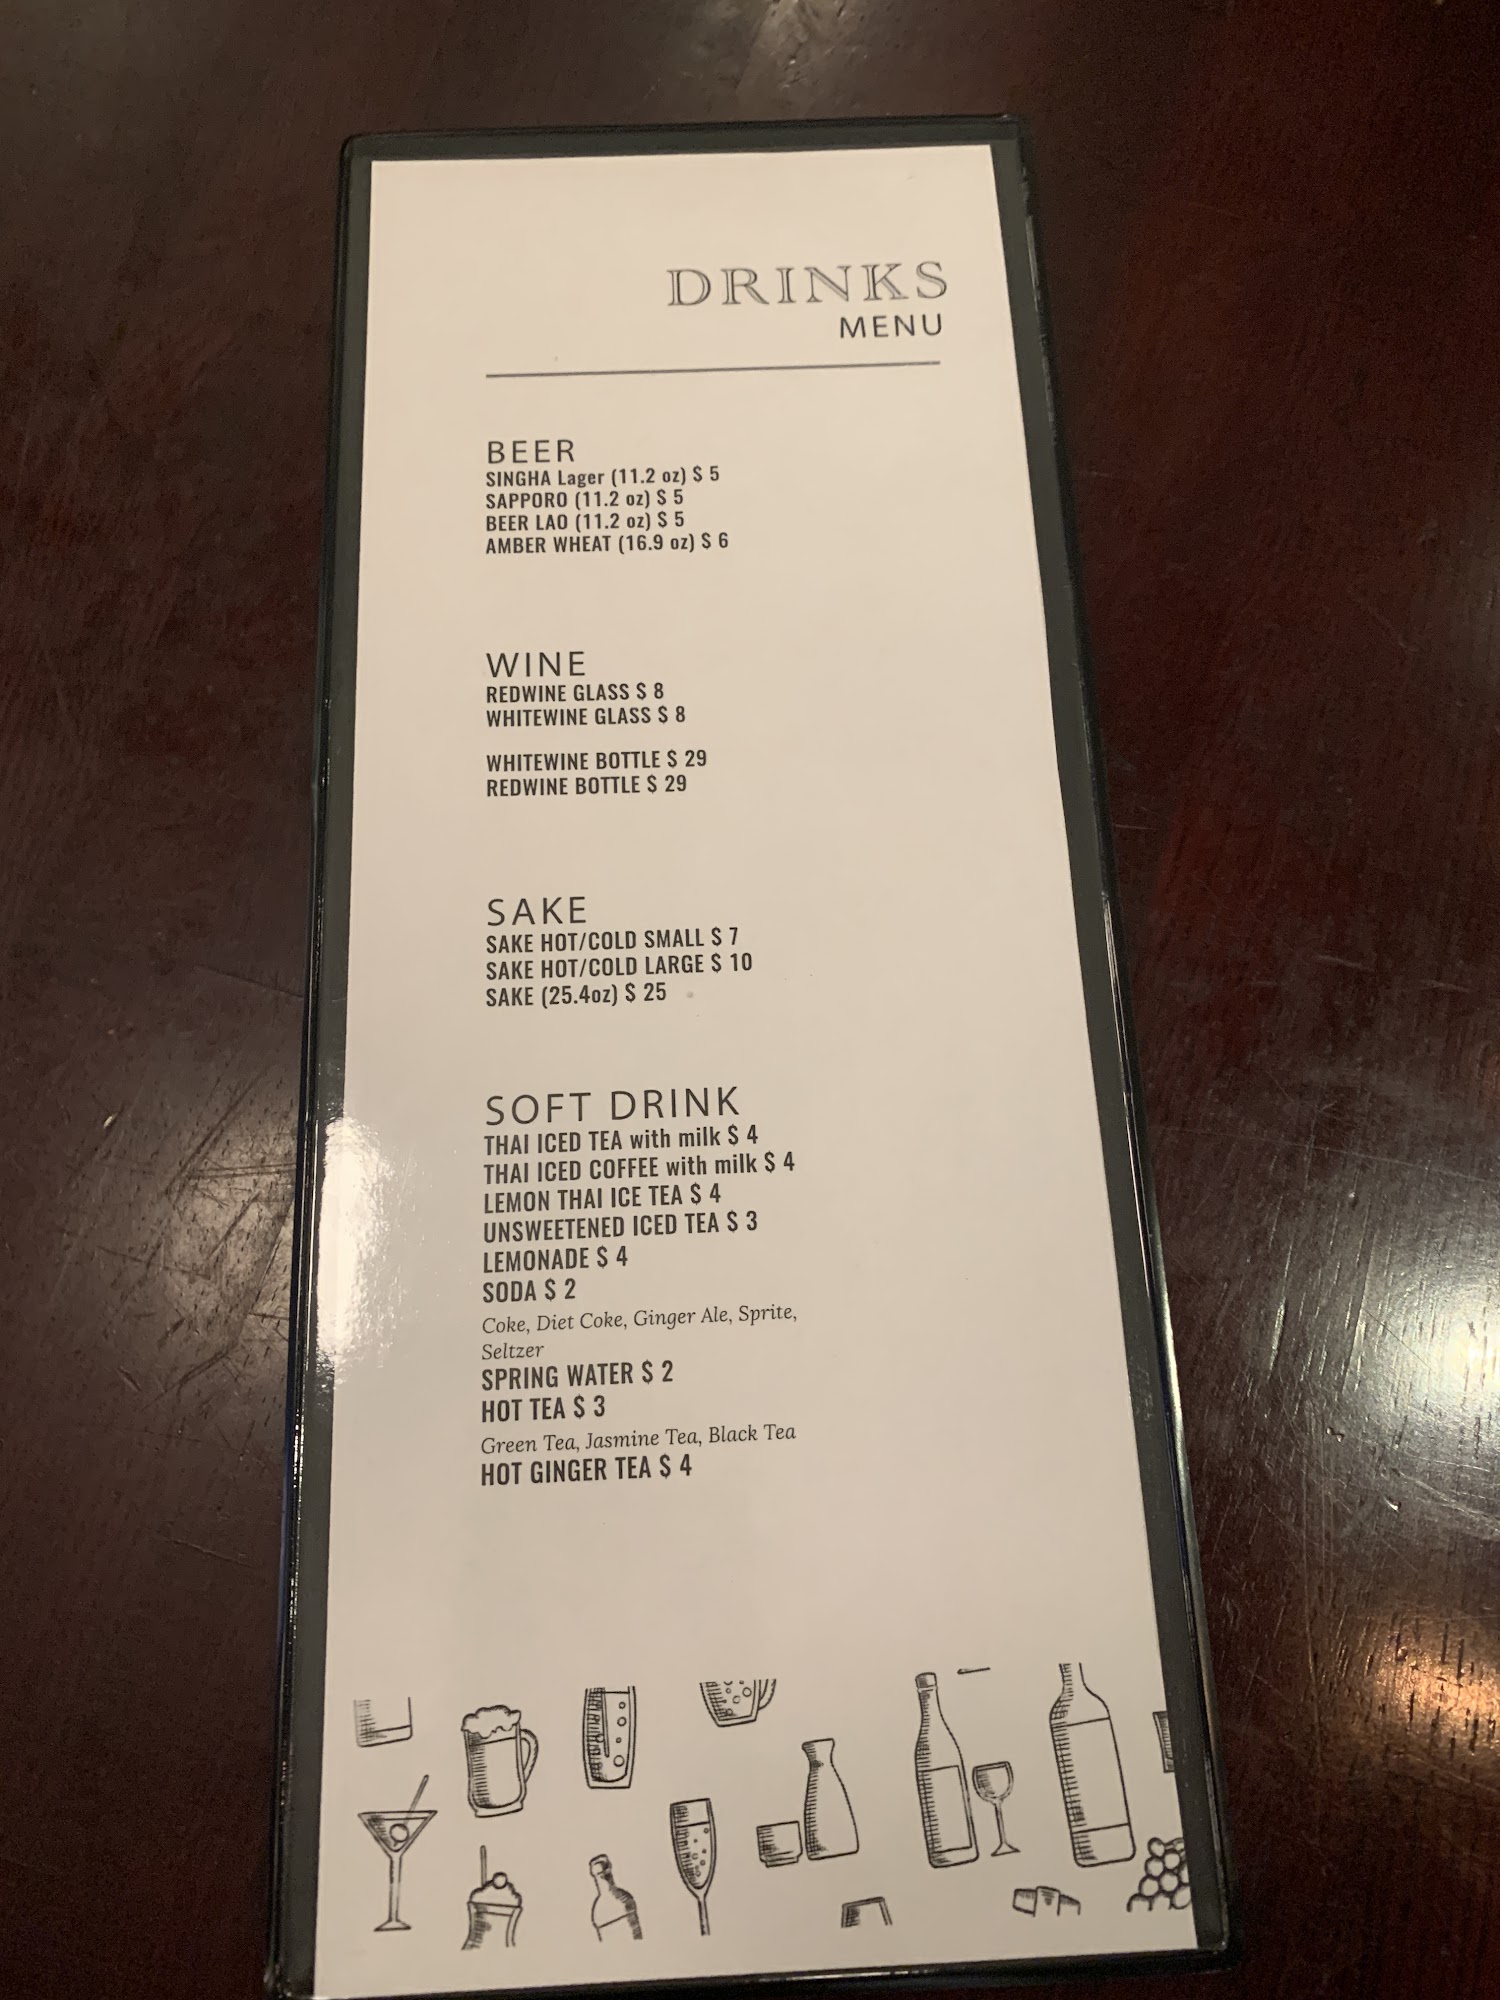 DRINKS
MENU
BEER
SINGHA Lager (11.2 oz) $ 5
SAPPORO (11.2 oz) $ 5
BEER LAO (11.2 oz) $ 5
AMBER WHEAT (16.9 oz) $ 6
WINE
REDWINE GLASS $ 8
WHITEWINE GLASS $ 8
WHITEWINE BOTTLE $ 29
REDWINE BOTTLE $ 29
SAKE
SAKE HOT/COLD SMALL $ 7
SAKE HOT/COLD LARGE $ 10
SAKE (25.4oz) $ 25
SOFT DRINK
THAI ICED TEA with milk $ 4
THAI ICED COFFEE with milk $ 4
LEMON THAI ICE TEA $ 4
UNSWEETENED ICED TEA $ 3
LEMONADE $ 4
SODA $ 2
Coke, Diet Coke, Ginger Ale, Sprite,
Seltzer
SPRING WATER $ 2
HOT TEA $ 3
Green Tea, Jasmine Tea, Black Tea
HOT GINGER TEA $ 4